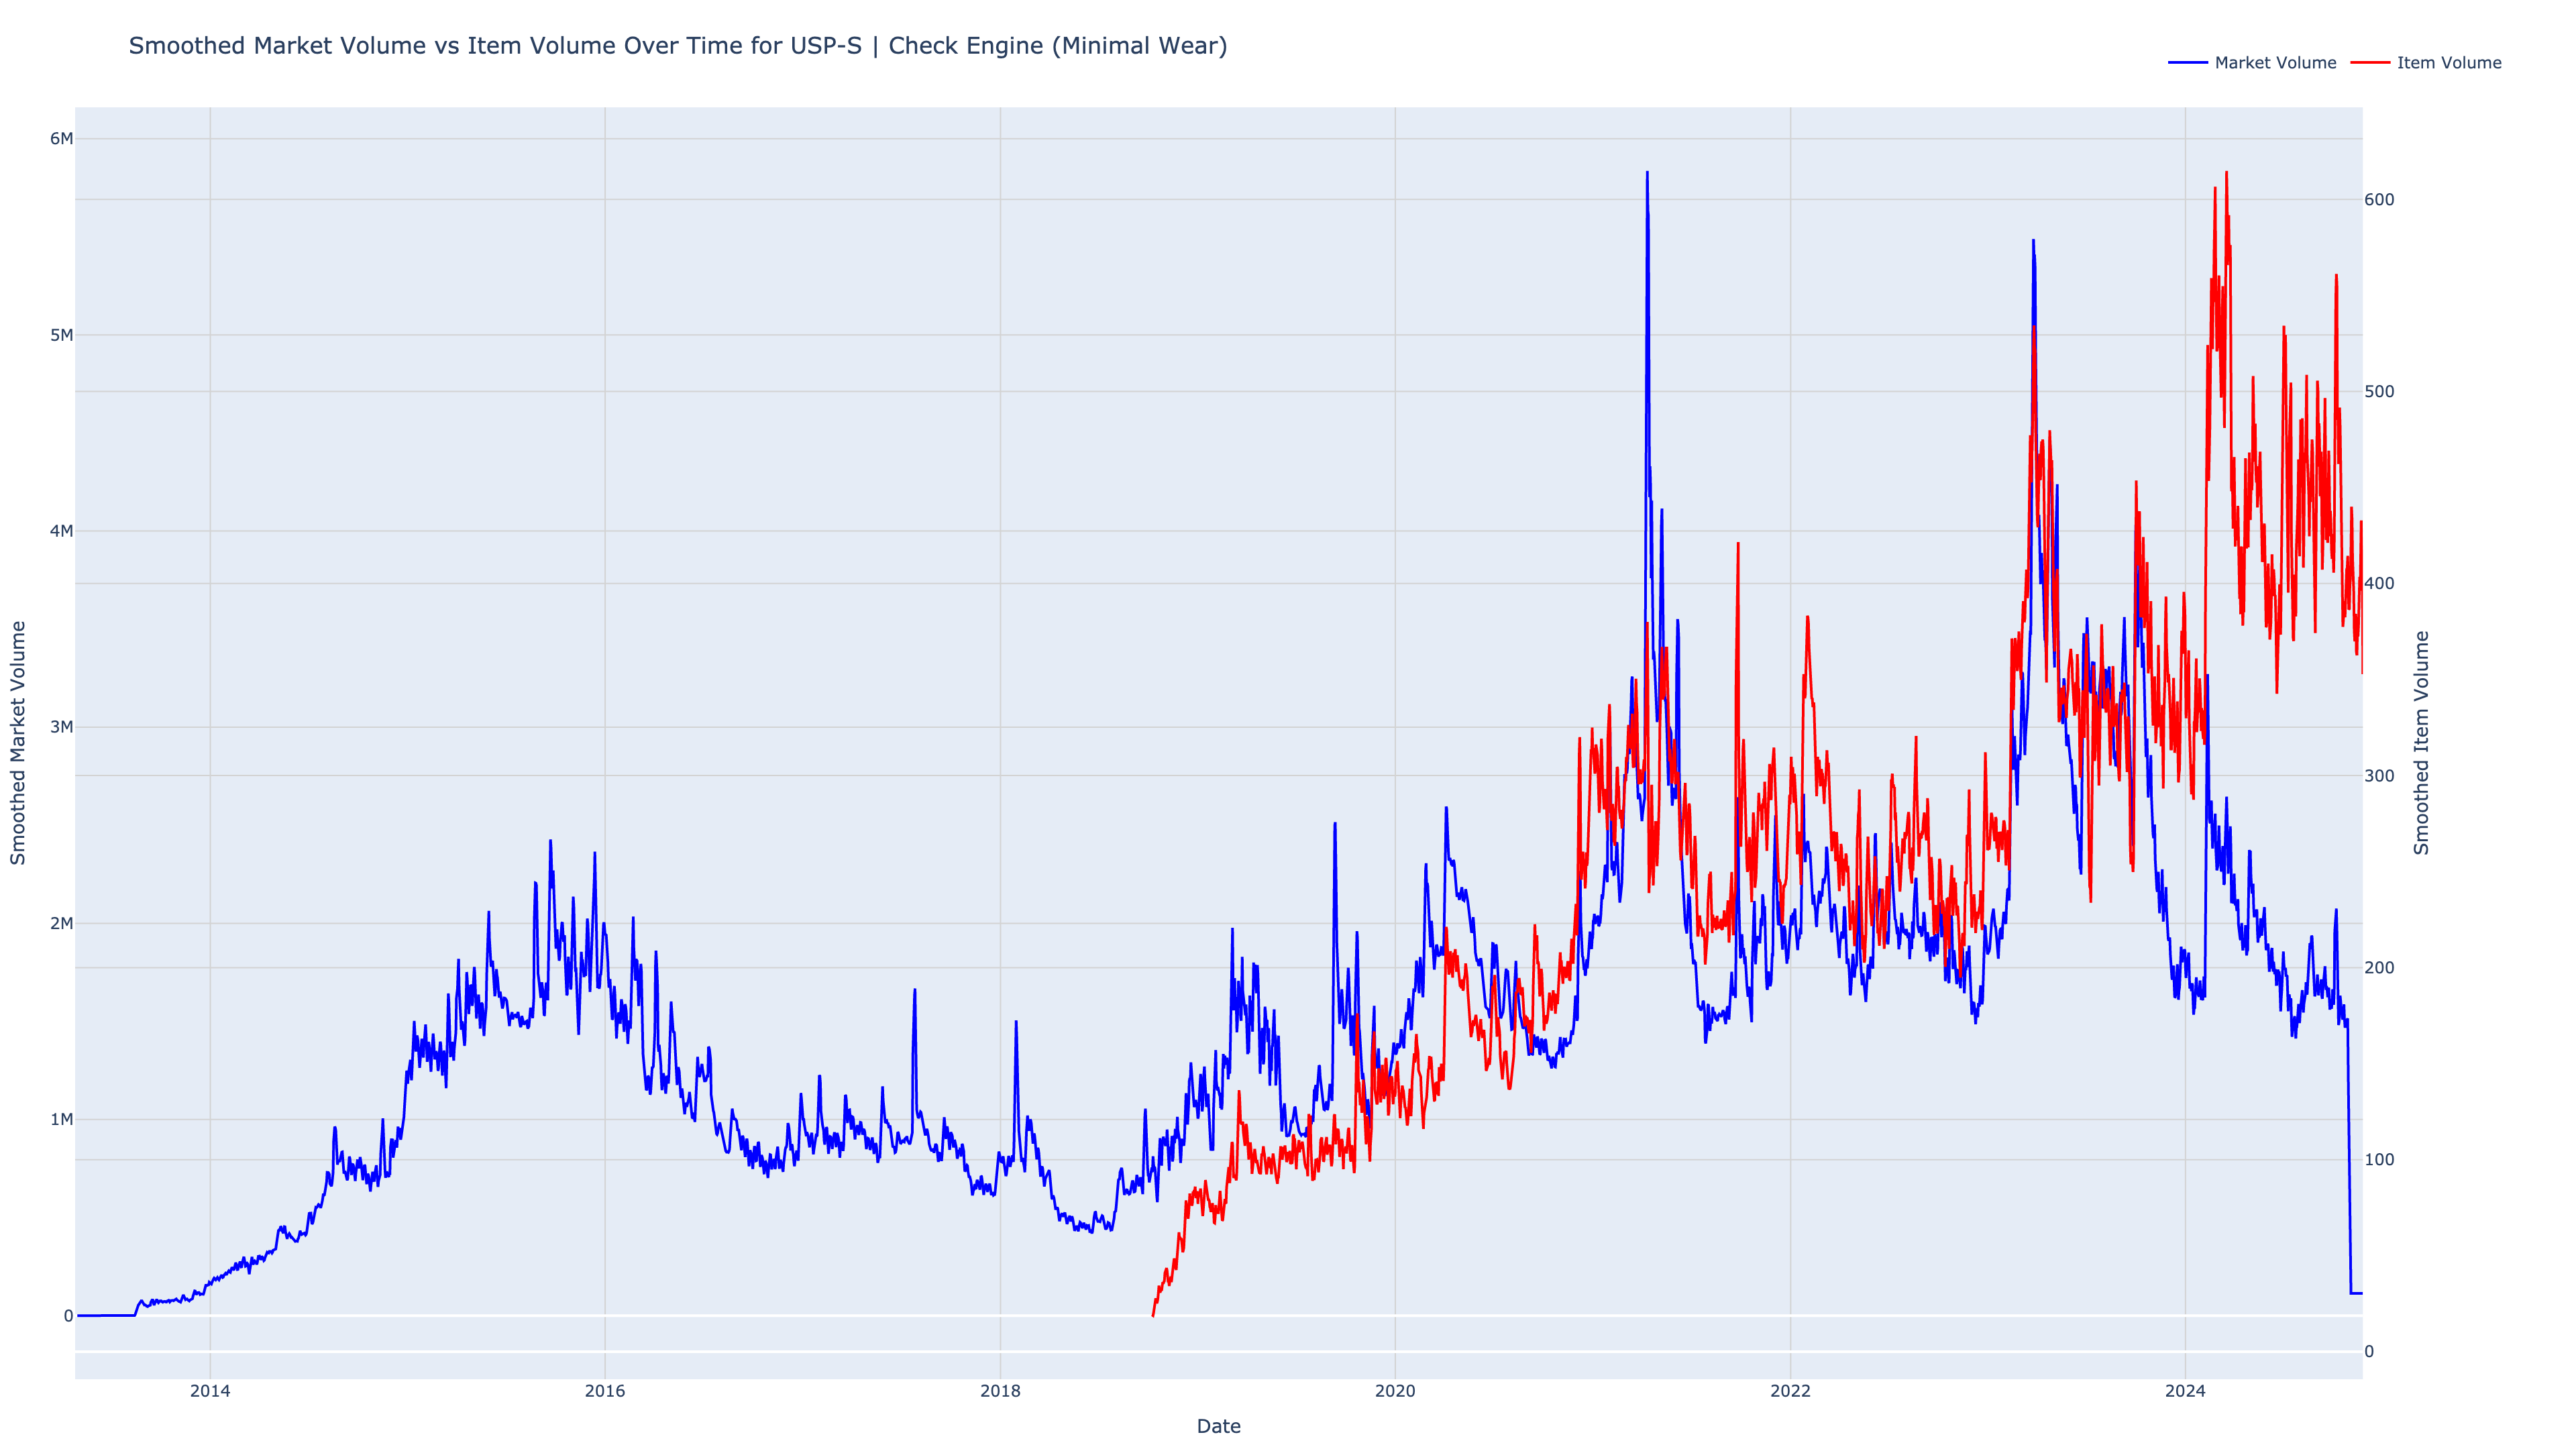 Smoothed Market Volume vs Item Volume Over Time for USP-S | Check Engine (Minimal Wear)
Market Volume
Item Volume
6M
5M
4M
3M
2M
1M
0
Smoothed Market Volume
600
500
400
300
200
100
0
Smoothed Item Volume
2014
2016
2018
2020
2022
2024
Date